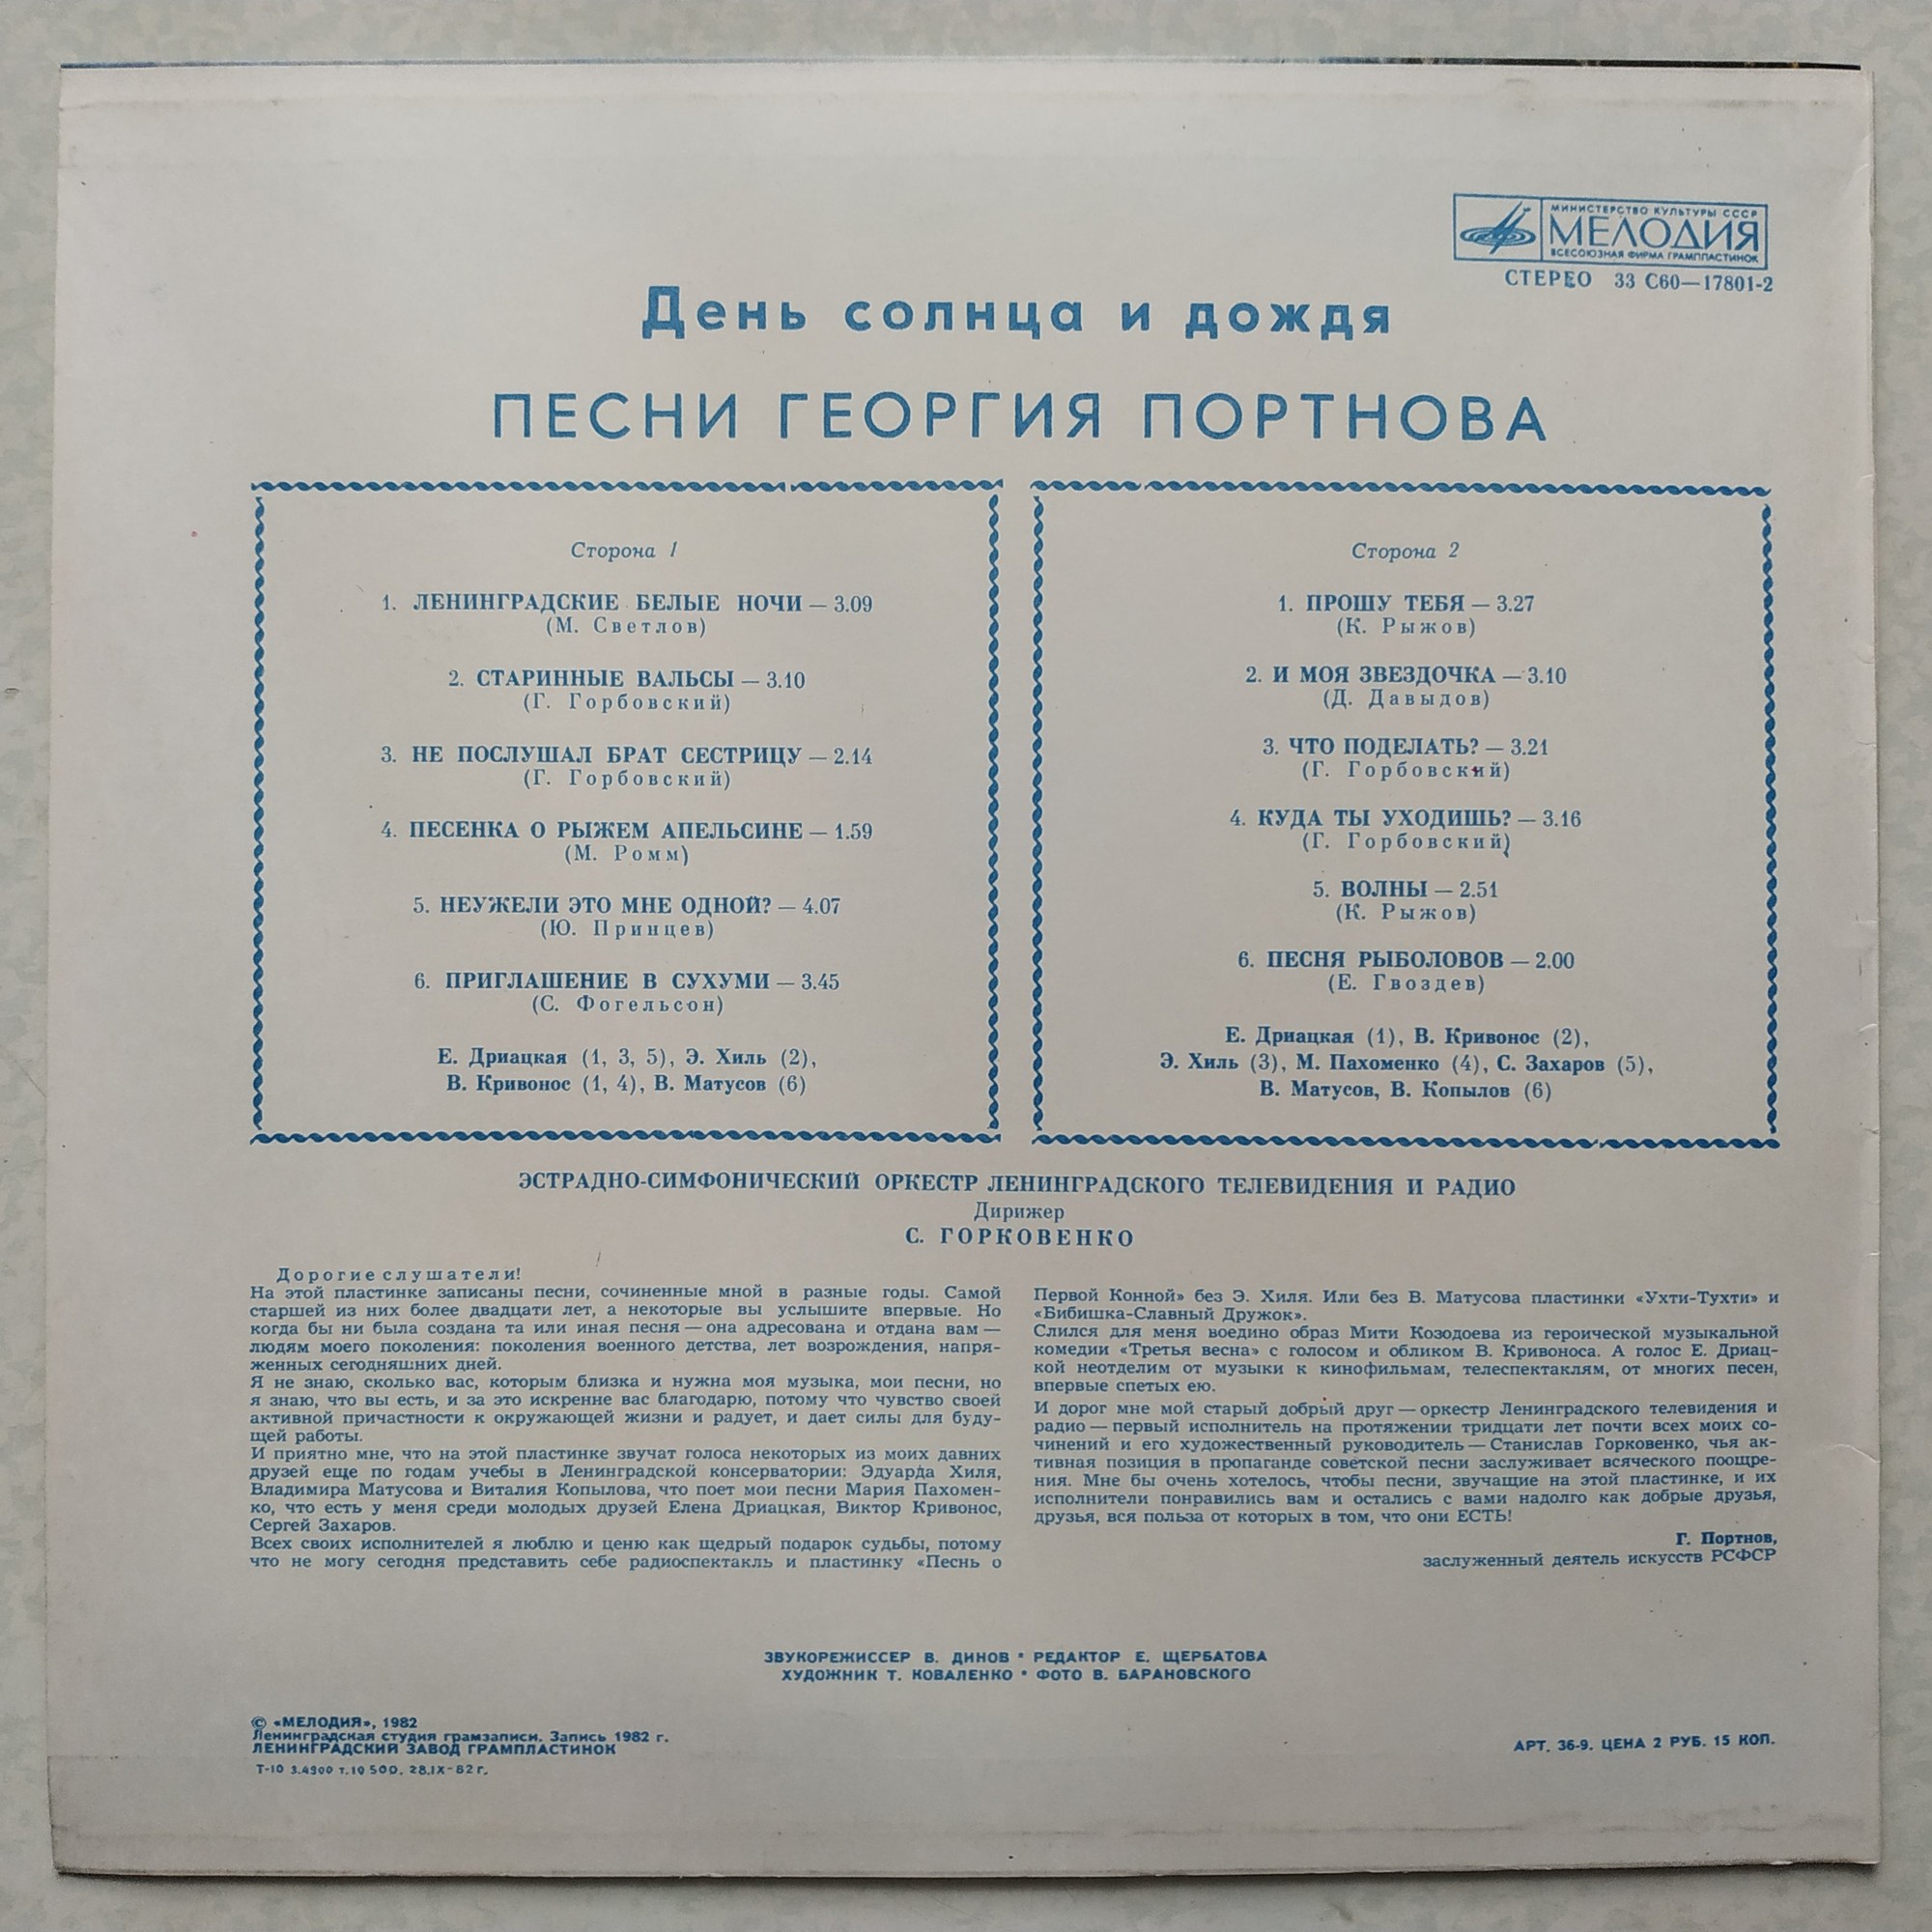 МИНИСТЕРСТВО КУЛЬТУРЫ СССР
МЕЛОДИЯ
ВСЕСОЮЗНАЯ ФИРМА ГРАМПЛАСТИНОК
СТЕРЕО 33 С60—17801-2
День солнца и дождя
ПЕСНИ ГЕОРГИЯ ПОРТНОВА
Сторона 1
1. ЛЕНИНГРАДСКИЕ БЕЛЫЕ НОЧИ — 3.09
(М. Светлов)
2. СТАРИННЫЕ ВАЛЬСЫ — 3.10
(Г. Горбовский)
3. НЕ ПОСЛУШАЛ БРАТ СЕСТРИЦУ — 2.14
(Г. Горбовский)
4. ПЕСЕНКА О РЫЖЕМ АПЕЛЬСИНЕ — 1.59
(М. Ромм)
5. НЕУЖЕЛИ ЭТО МНЕ ОДНОЙ? — 4.07
(Ю. Принцев)
6. ПРИГЛАШЕНИЕ В СУХУМИ — 3.45
(С. Фогельсон)
Е. Дриацкая (1, 3, 5), Э. Хиль (2),
В. Кривонос (1, 4), В. Матусов (6)
Сторона 2
1. ПРОШУ ТЕБЯ — 3.27
(К. Рыжов)
2. И МОЯ ЗВЕЗДОЧКА — 3.10
(Д. Давыдов)
3. ЧТО ПОДЕЛАТЬ? — 3.21
(Г. Горбовский)
4. КУДА ТЫ УХОДИШЬ? — 3.16
(Г. Горбовский)
5. ВОЛНЫ — 2.51
(К. Рыжов)
6. ПЕСНЯ РЫБОЛОВОВ — 2.00
(Е. Гвоздев)
Е. Дриацкая (1), В. Кривонос (2),
Э. Хиль (3), М. Пахоменко (4), С. Захаров (5),
В. Матусов, В. Копылов (6)
ЭСТРАДНО-СИМФОНИЧЕСКИЙ ОРКЕСТР ЛЕНИНГРАДСКОГО ТЕЛЕВИДЕНИЯ И РАДИО
Дирижер
С. ГОРКОВЕНКО
Дорогие слушатели!
На этой пластинке записаны песни, сочиненные мной в разные годы. Самой
старшей из них более двадцати лет, а некоторые вы услышите впервые. Но
когда бы ни была создана та или иная песня — она адресована и отдана вам —
людям моего поколения: поколения военного детства, лет возрождения, напря-
женных сегодняшних дней.
Я не знаю, сколько вас, которым близка и нужна моя музыка, мои песни, но
я знаю, что вы есть, и за это искренне вас благодарю, потому что чувство своей
активной причастности к окружающей жизни и радует, и дает силы для буду-
щей работы.
И приятно мне, что на этой пластинке звучат голоса некоторых из моих давних
друзей еще по годам учебы в Ленинградской консерватории: Эдуарда Хиля,
Владимира Матусова и Виталия Копылова, что поет мои песни Мария Пахомен-
ко, что есть у меня среди молодых друзей Елена Дриацкая, Виктор Кривонос,
Сергей Захаров.
Всех своих исполнителей я люблю и ценю как щедрый подарок судьбы, потому
что не могу сегодня представить себе радиоспектакль и пластинку «Песнь о
Первой Конной» без Э. Хиля. Или без В. Матусова пластинки «Ухти-Тухти» и
«Бибишка-Славный Дружок».
Слился для меня воедино образ Мити Козодоева из героической музыкальной
комедии «Третья весна» с голосом и обликом В. Кривоноса. А голос Е. Дриац-
кой неотделим от музыки к кинофильмам, телеспектаклям, от многих песен,
впервые спетых ею.
И дорог мне мой старый добрый друг — оркестр Ленинградского телевидения и
радио — первый исполнитель на протяжении тридцати лет почти всех моих со-
чинений и его художественный руководитель — Станислав Горковенко, чья ак-
тивная позиция в пропаганде советской песни заслуживает всяческого поощре-
ния. Мне бы очень хотелось, чтобы песни, звучащие на этой пластинке, и их
исполнители понравились вам и остались с вами надолго как добрые друзья,
друзья, вся польза от которых в том, что они ЕСТЬ!
Г. Портнов,
заслуженный деятель искусств РСФСР
ЗВУКОРЕЖИССЕР В. ДИНОВ * РЕДАКТОР Е. ЩЕРБАТОВА
ХУДОЖНИК Т. КОВАЛЕНКО * ФОТО В. БАРАНОВСКОГО
© «МЕЛОДИЯ», 1982
Ленинградская студия грамзаписи. Запись 1982 г.
ЛЕНИНГРАДСКИЙ ЗАВОД ГРАМПЛАСТИНОК
Т-10 З.4900 т.10 500. 28.IX-82 г.
АРТ. 36-9. ЦЕНА 2 РУБ. 15 КОП.